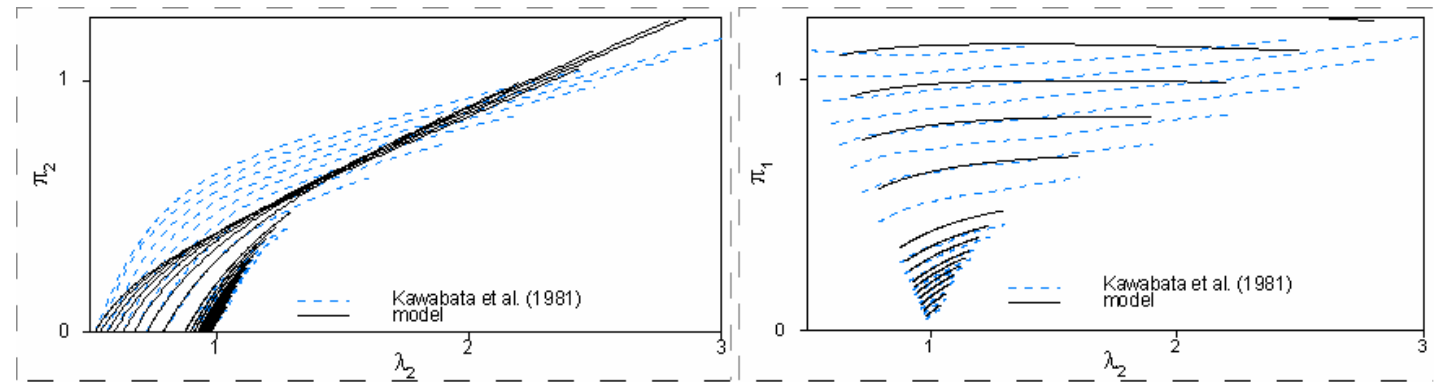 1
π₂
Kawabata et al. (1981)
model
0
1
2
3
λ₂
1
π₁
Kawabata et al. (1981)
model
0
1
2
3
λ₂